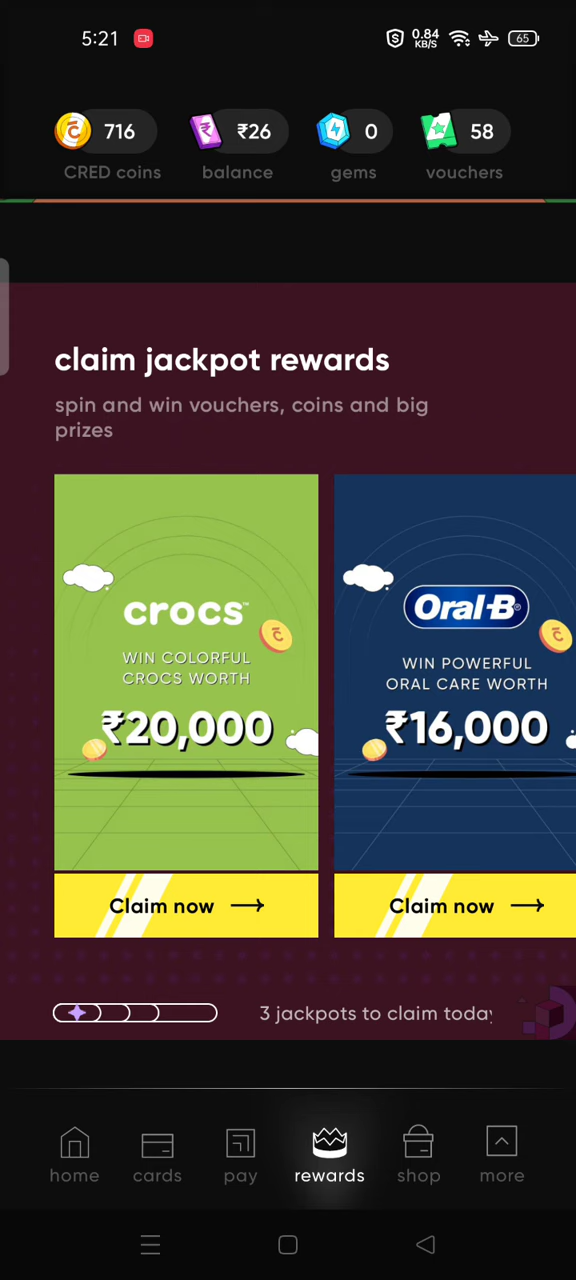 5:21
0.84
KB/S
65
716
₹26
0
58
CRED coins
balance
gems
vouchers
claim jackpot rewards
spin and win vouchers, coins and big
prizes
crocs™
WIN COLORFUL
CROCS WORTH
₹20,000
Claim now
Oral-B®
WIN POWERFUL
ORAL CARE WORTH
₹16,000
Claim now
3 jackpots to claim today
home
cards
pay
rewards
shop
more